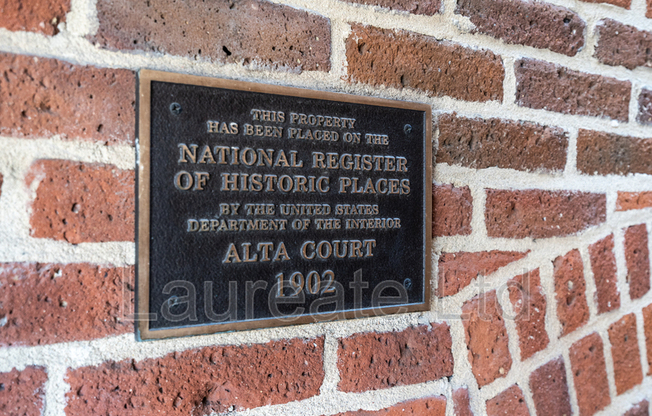 THIS PROPERTY
HAS BEEN PLACED ON THE
NATIONAL REGISTER
OF HISTORIC PLACES
BY THE UNITED STATES
DEPARTMENT OF THE INTERIOR
ALTA COURT
1902
Laureate Ltd